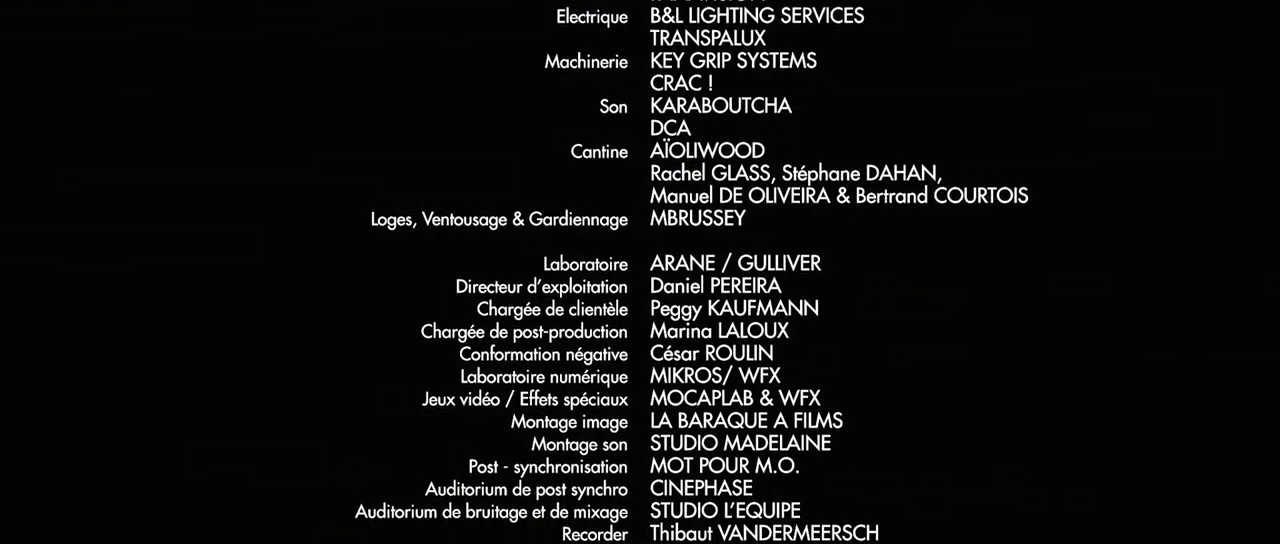 Electrique B&L LIGHTING SERVICES
TRANSPALUX
Machinerie KEY GRIP SYSTEMS
CRAC !
Son KARABOUTCHA
DCA
Cantine AÏOLIWOOD
Rachel GLASS, Stéphane DAHAN,
Manuel DE OLIVEIRA & Bertrand COURTOIS
Loges, Ventousage & Gardiennage MBRUSSEY
Laboratoire ARANE / GULLIVER
Directeur d'exploitation Daniel PEREIRA
Chargée de clientèle Peggy KAUFMANN
Chargée de post-production Marina LALOUX
Conformation négative César ROULIN
Laboratoire numérique MIKROS/ WFX
Jeux vidéo / Effets spéciaux MOCAPLAB & WFX
Montage image LA BARAQUE A FILMS
Montage son STUDIO MADELAINE
Post - synchronisation MOT POUR M.O.
Auditorium de post synchro CINEPHASE
Auditorium de bruitage et de mixage STUDIO L'EQUIPE
Recorder Thibaut VANDERMEERSCH